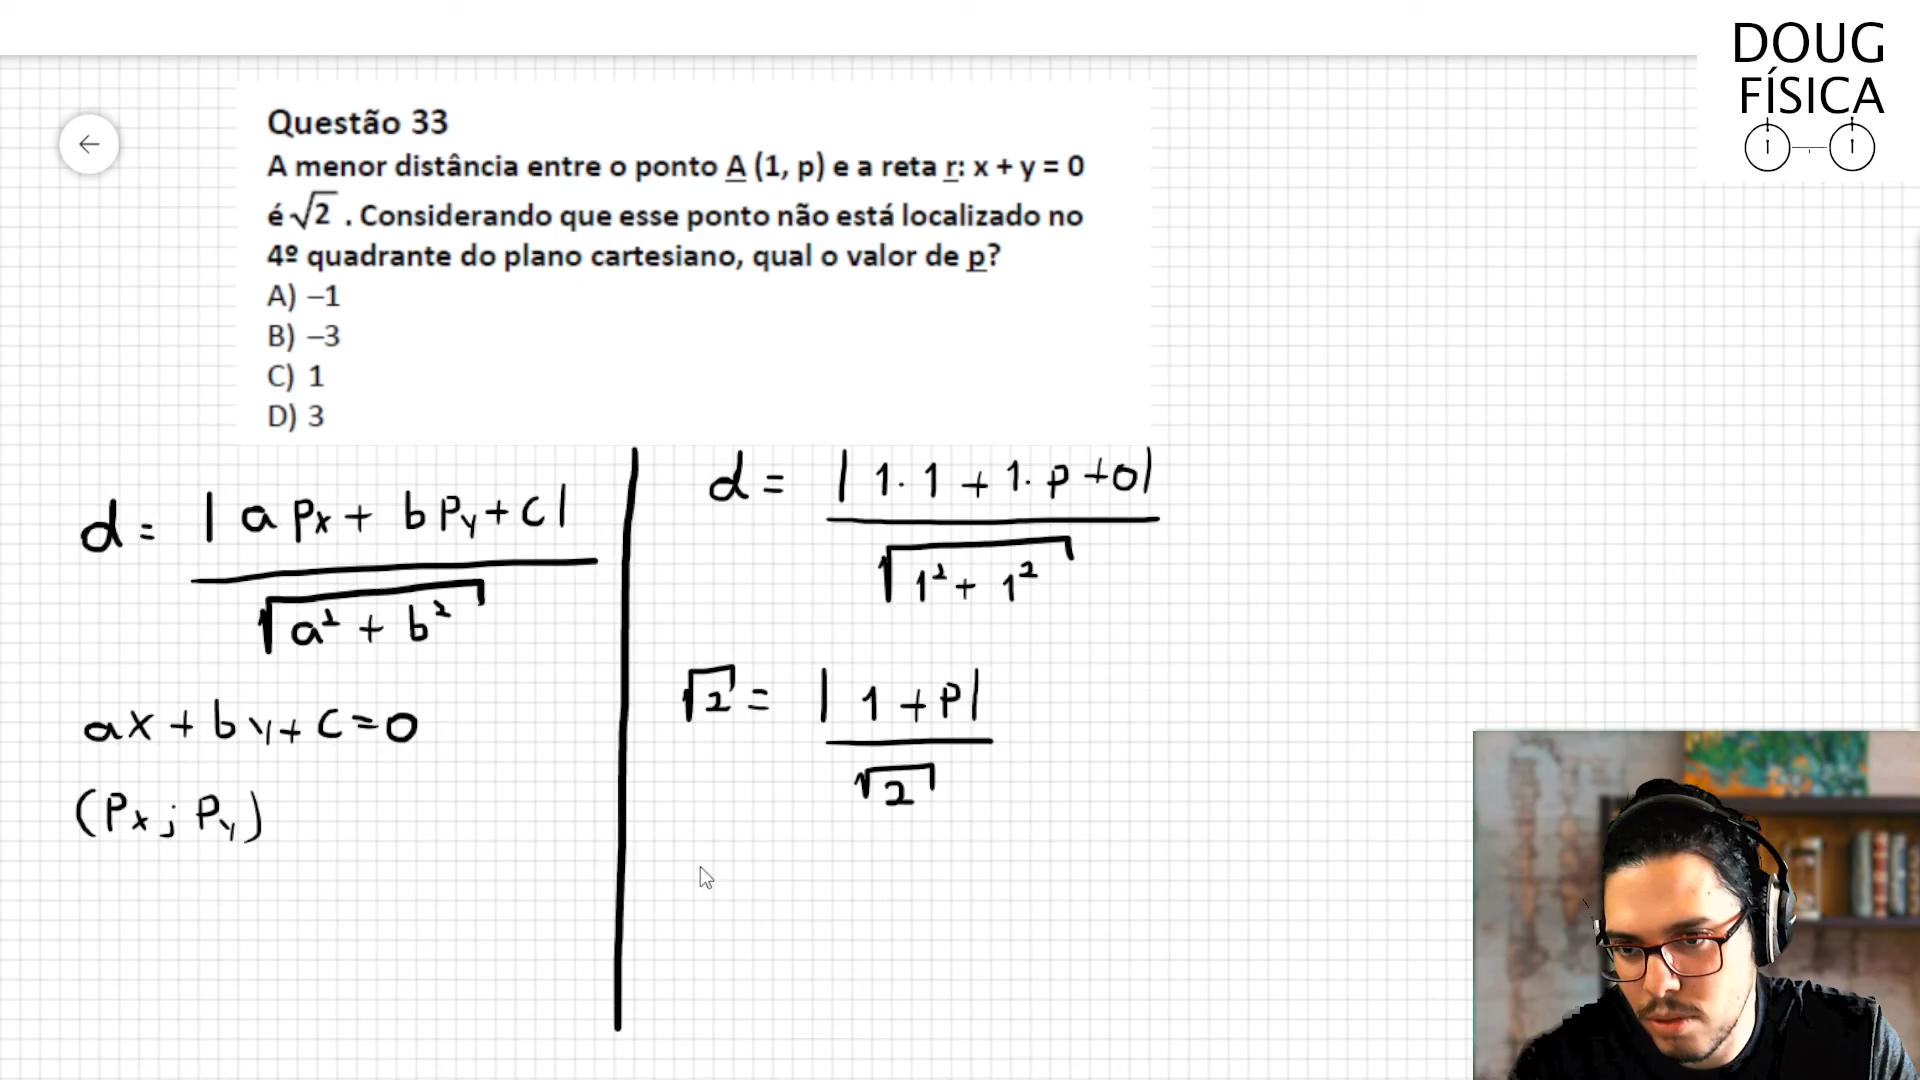 DOUG
FÍSICA
Questão 33
A menor distância entre o ponto A (1, p) e a reta r: x + y = 0
é √2 . Considerando que esse ponto não está localizado no
4º quadrante do plano cartesiano, qual o valor de p?
A) –1
B) –3
C) 1
D) 3
d = | a Px + b Py + c | / √(a² + b²)
ax + by + c = 0
(Px ; Py)
d = | 1 · 1 + 1 · P + 0 | / √(1² + 1²)
√2 = | 1 + P | / √2